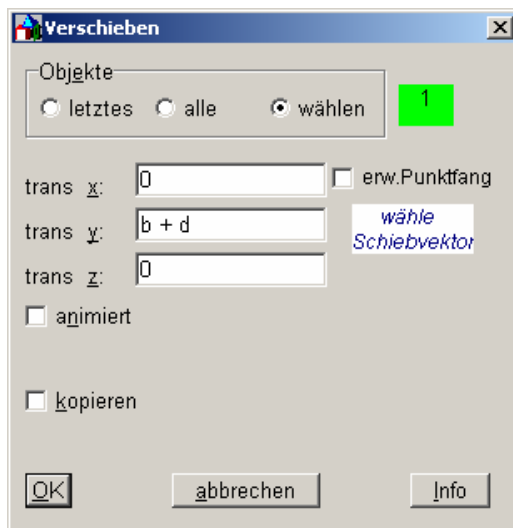 Verschieben
Objekte
letztes alle wählen 1
trans x: 0 erw.Punktfang
trans y: b + d wähle
Schiebvektor
trans z: 0
animiert
kopieren
OK abbrechen Info